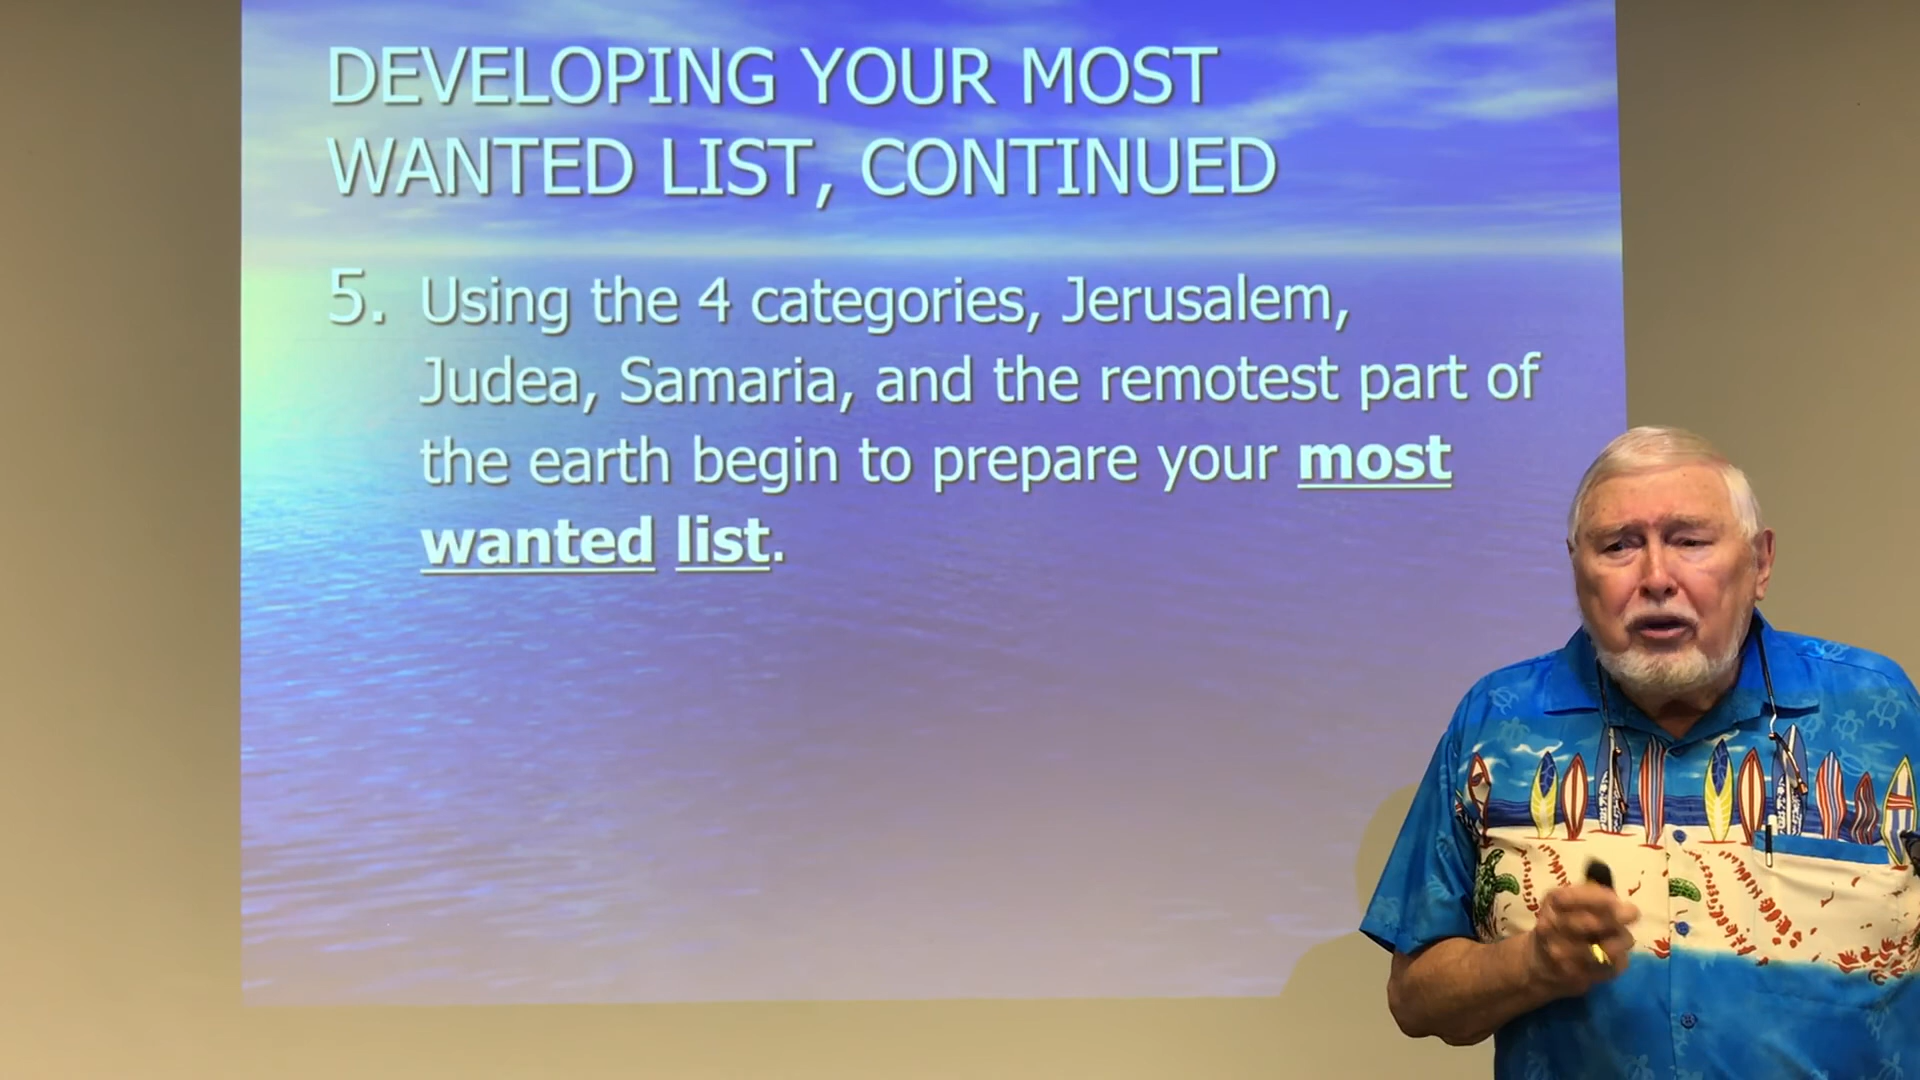 DEVELOPING YOUR MOST
WANTED LIST, CONTINUED
5. Using the 4 categories, Jerusalem,
Judea, Samaria, and the remotest part of
the earth begin to prepare your most
wanted list.